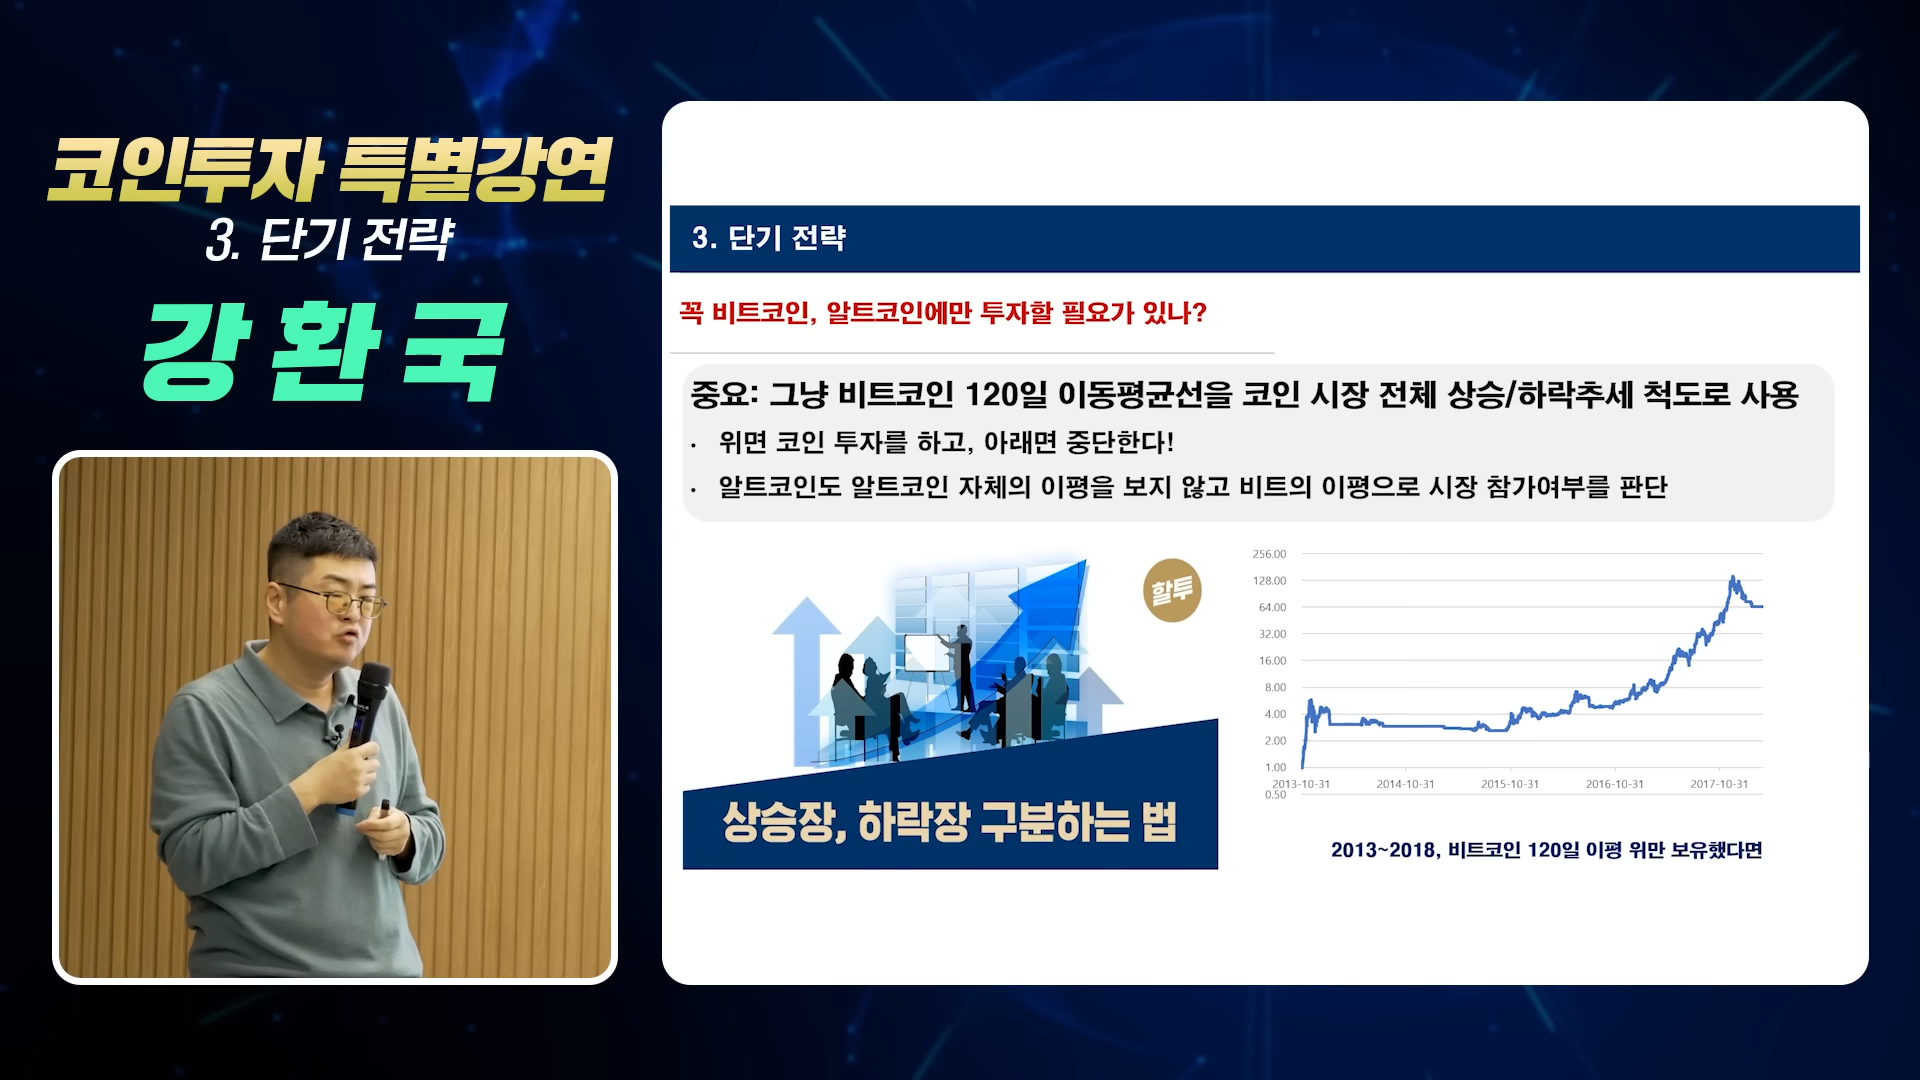 코인투자 특별강연
3. 단기 전략
강환국
3. 단기 전략
꼭 비트코인, 알트코인에만 투자할 필요가 있나?
중요: 그냥 비트코인 120일 이동평균선을 코인 시장 전체 상승/하락추세 척도로 사용
· 위면 코인 투자를 하고, 아래면 중단한다!
· 알트코인도 알트코인 자체의 이평을 보지 않고 비트의 이평으로 시장 참가여부를 판단
할투
상승장, 하락장 구분하는 법
256.00
128.00
64.00
32.00
16.00
8.00
4.00
2.00
1.00
0.50
2013-10-31 2014-10-31 2015-10-31 2016-10-31 2017-10-31
2013~2018, 비트코인 120일 이평 위만 보유했다면